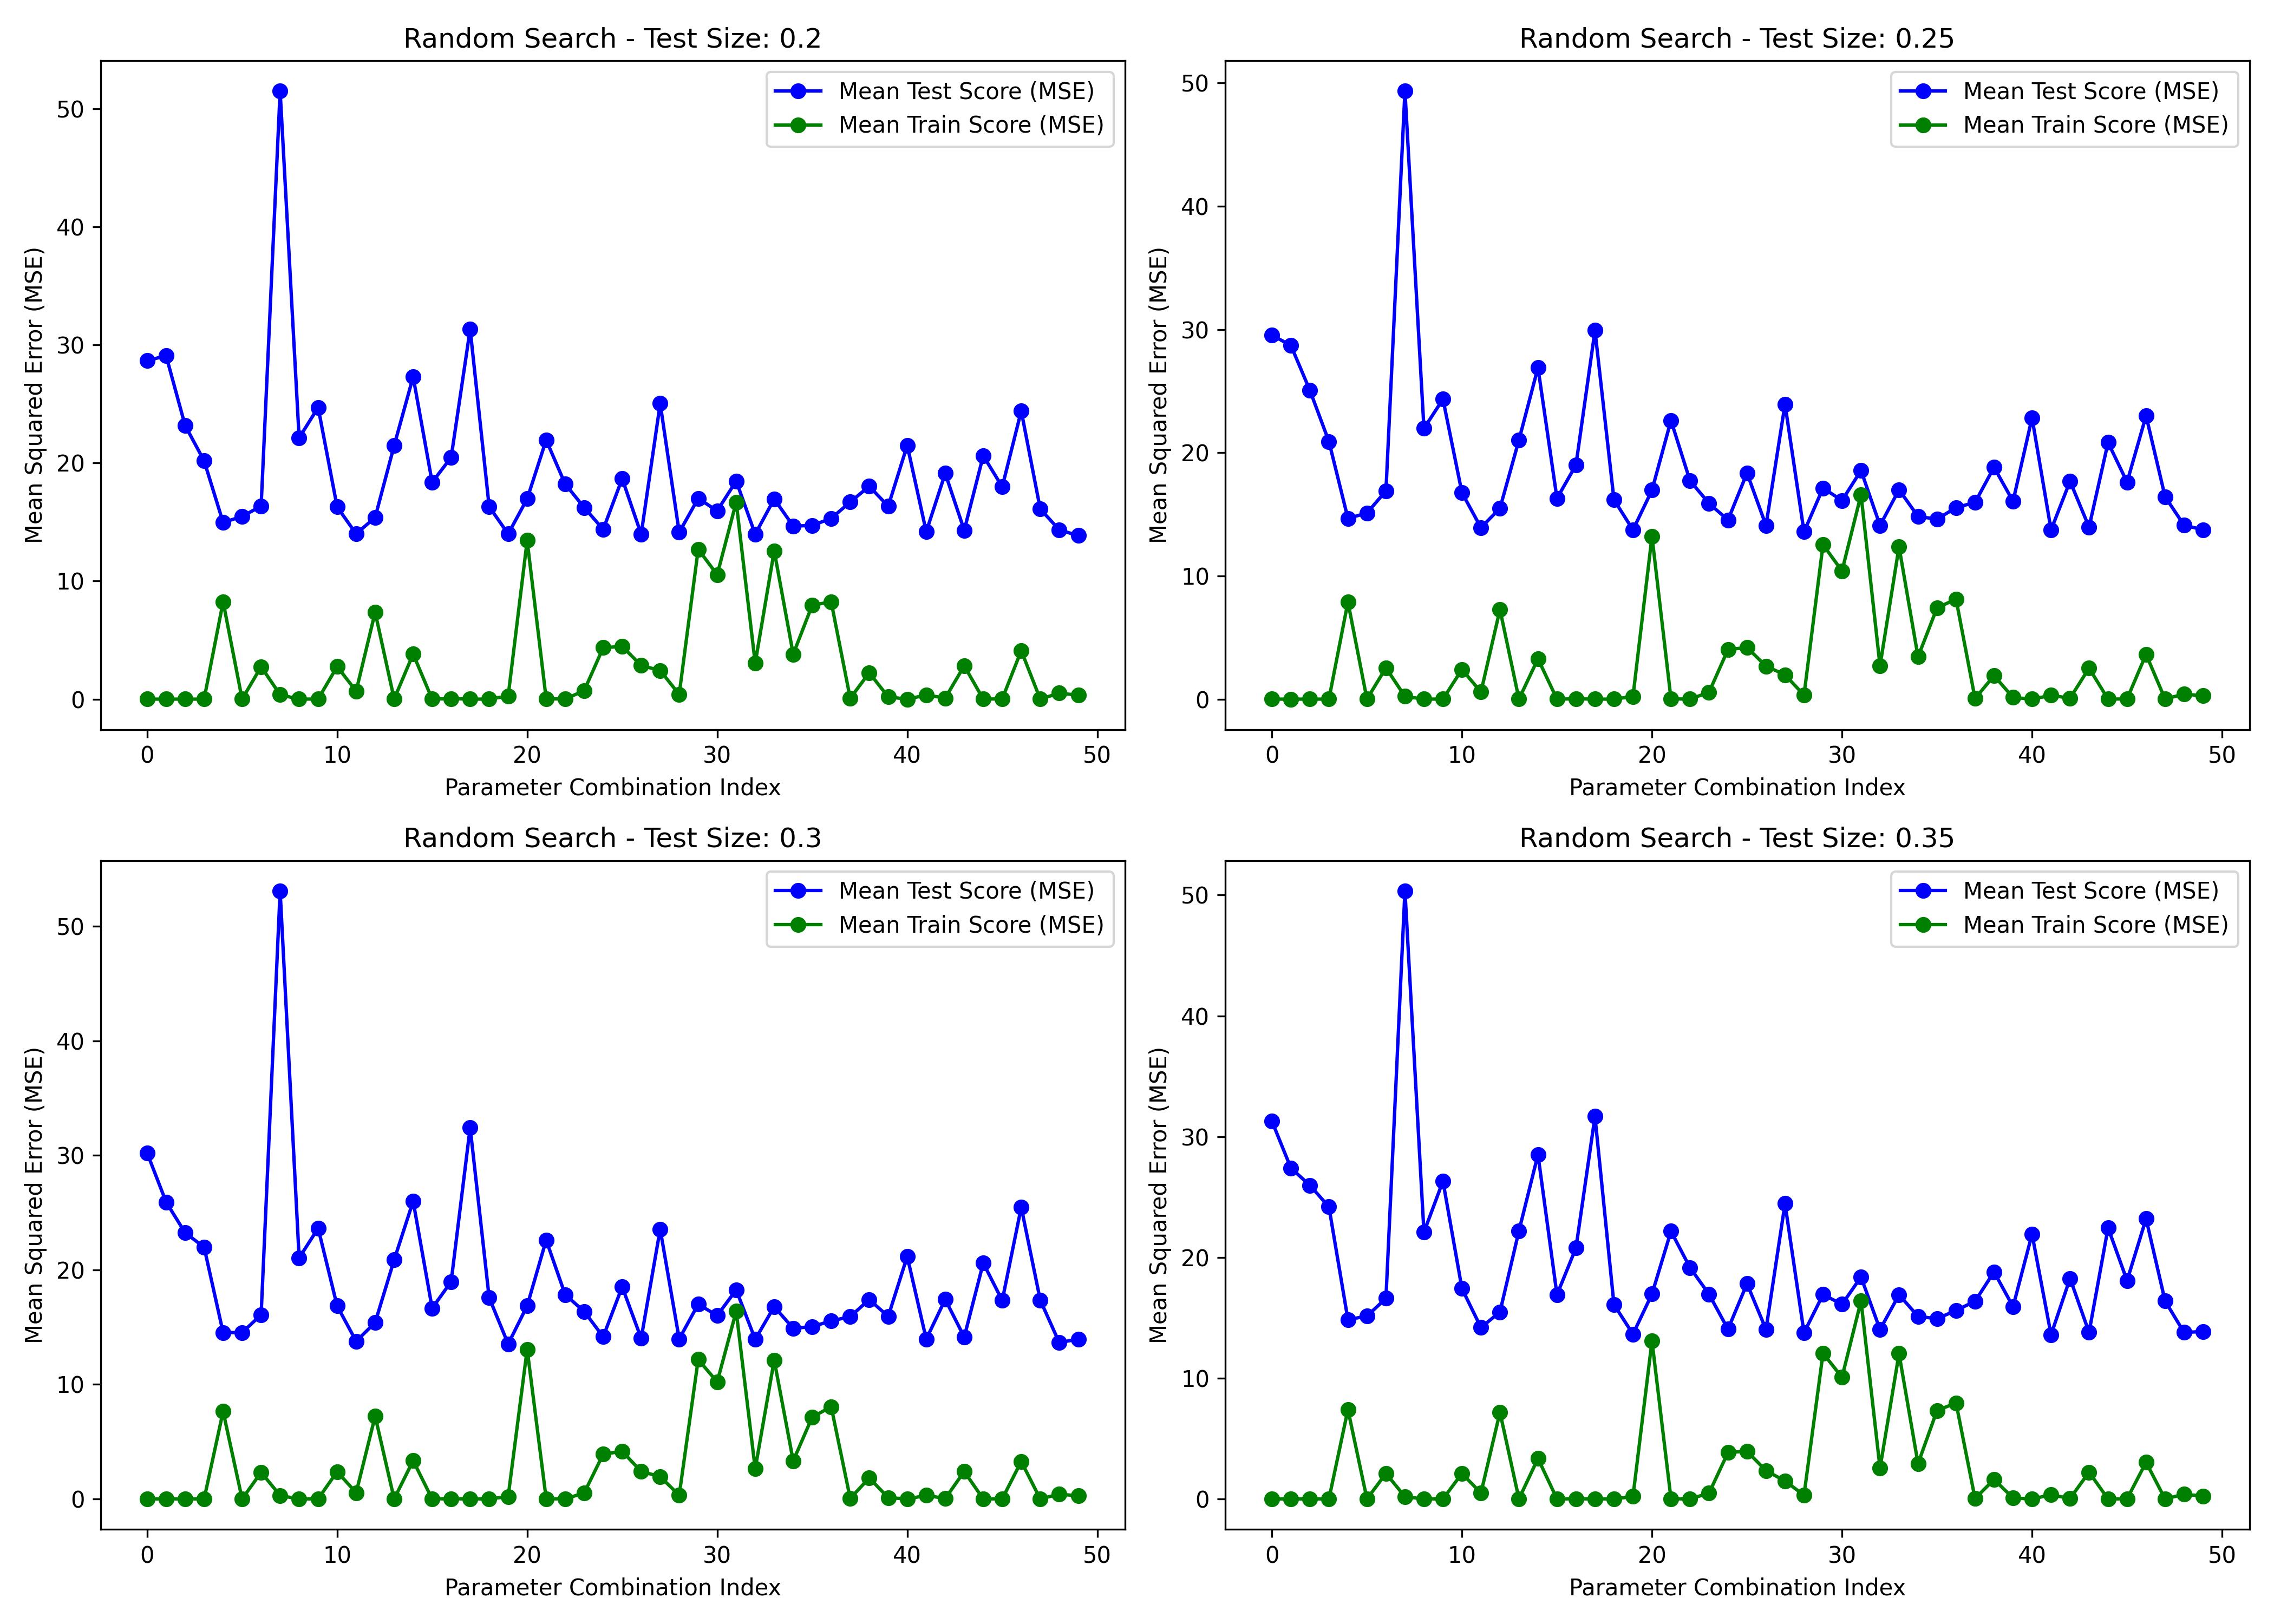 Random Search - Test Size: 0.2
Mean Squared Error (MSE)
50
40
30
20
10
0
Mean Test Score (MSE)
Mean Train Score (MSE)
0 10 20 30 40 50
Parameter Combination Index
Random Search - Test Size: 0.25
Mean Squared Error (MSE)
50
40
30
20
10
0
Mean Test Score (MSE)
Mean Train Score (MSE)
0 10 20 30 40 50
Parameter Combination Index
Random Search - Test Size: 0.3
Mean Squared Error (MSE)
50
40
30
20
10
0
Mean Test Score (MSE)
Mean Train Score (MSE)
0 10 20 30 40 50
Parameter Combination Index
Random Search - Test Size: 0.35
Mean Squared Error (MSE)
50
40
30
20
10
0
Mean Test Score (MSE)
Mean Train Score (MSE)
0 10 20 30 40 50
Parameter Combination Index